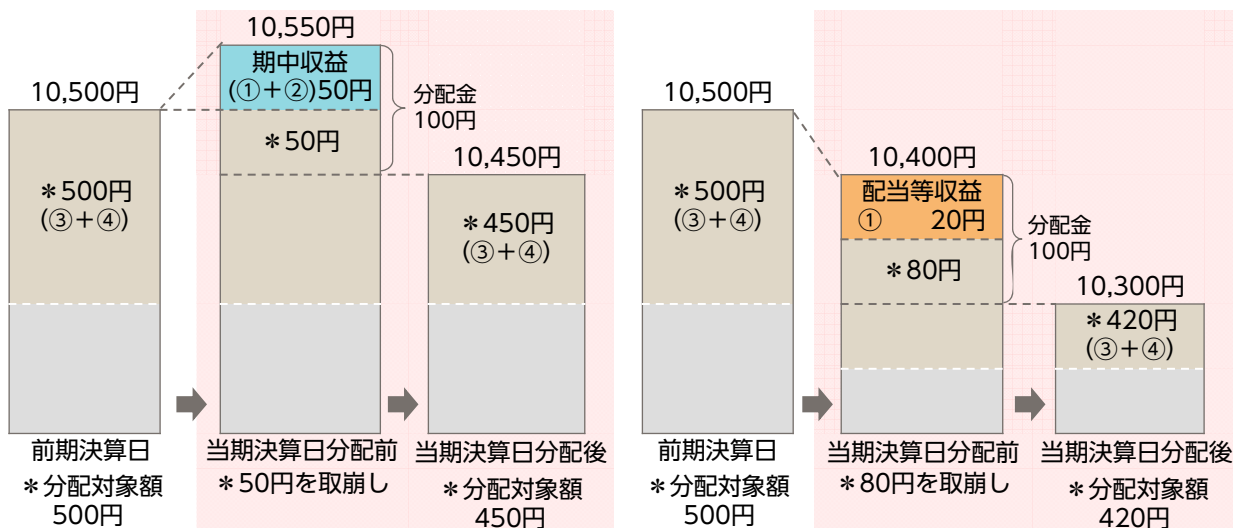 10,500円
＊500円
(③＋④)
前期決算日
＊分配対象額
500円
10,550円
期中収益
(①＋②)50円
＊50円
分配金
100円
当期決算日分配前
＊50円を取崩し
10,450円
＊450円
(③＋④)
当期決算日分配後
＊分配対象額
450円
10,500円
＊500円
(③＋④)
前期決算日
＊分配対象額
500円
10,400円
配当等収益
① 20円
＊80円
分配金
100円
当期決算日分配前
＊80円を取崩し
10,300円
＊420円
(③＋④)
当期決算日分配後
＊分配対象額
420円